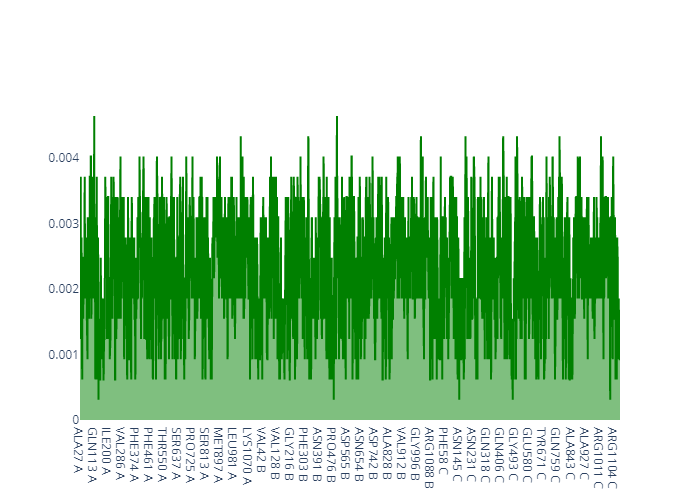 0.004
0.003
0.002
0.001
0
ALA27 A
GLN113 A
ILE200 A
VAL286 A
PHE374 A
PHE461 A
THR550 A
SER637 A
PRO725 A
SER813 A
MET897 A
LEU981 A
LYS1070 A
VAL42 B
VAL128 B
GLY216 B
PHE303 B
ASN391 B
PRO476 B
ASP565 B
ASN654 B
ASP742 B
ALA828 B
VAL912 B
GLY996 B
ARG1088 B
PHE58 C
ASN145 C
ASN231 C
GLN318 C
GLN406 C
GLY493 C
GLU580 C
TYR671 C
GLN759 C
ALA843 C
ALA927 C
ARG1011 C
ARG1104 C